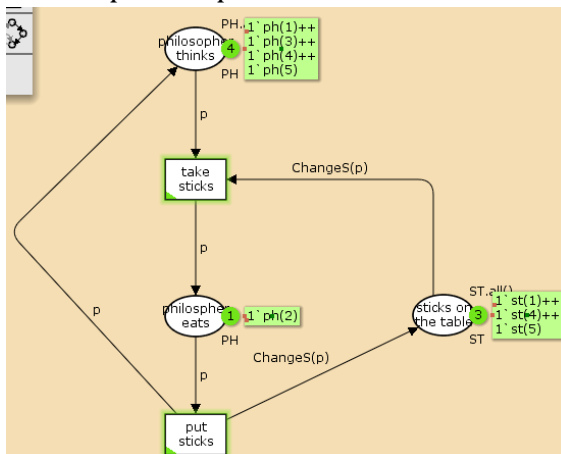 PH.
philosopher
thinks
4
1`ph(1)++
1`ph(3)++
1`ph(4)++
1`ph(5)
PH
p
take
sticks
ChangeS(p)
p
p
philosopher
eats
1
1`ph(2)
PH
ST.all()
sticks on
the table
3
1`st(1)++
1`st(4)++
1`st(5)
ST
ChangeS(p)
p
put
sticks